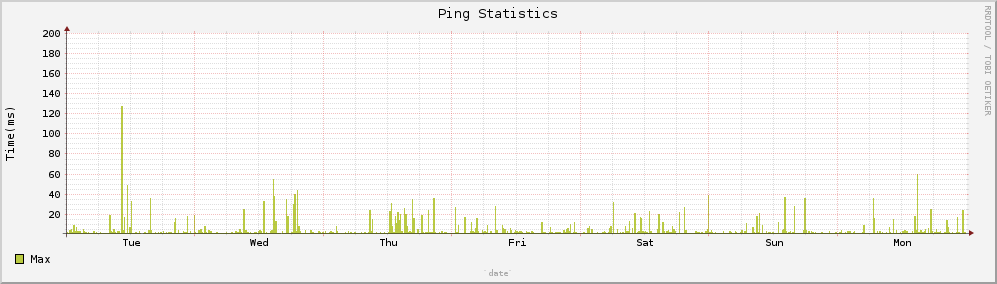 Ping Statistics
RRDTOOL / TOBI OETIKER
Time(ms)
200
180
160
140
120
100
80
60
40
20
Tue Wed Thu Fri Sat Sun Mon
Max
`date`